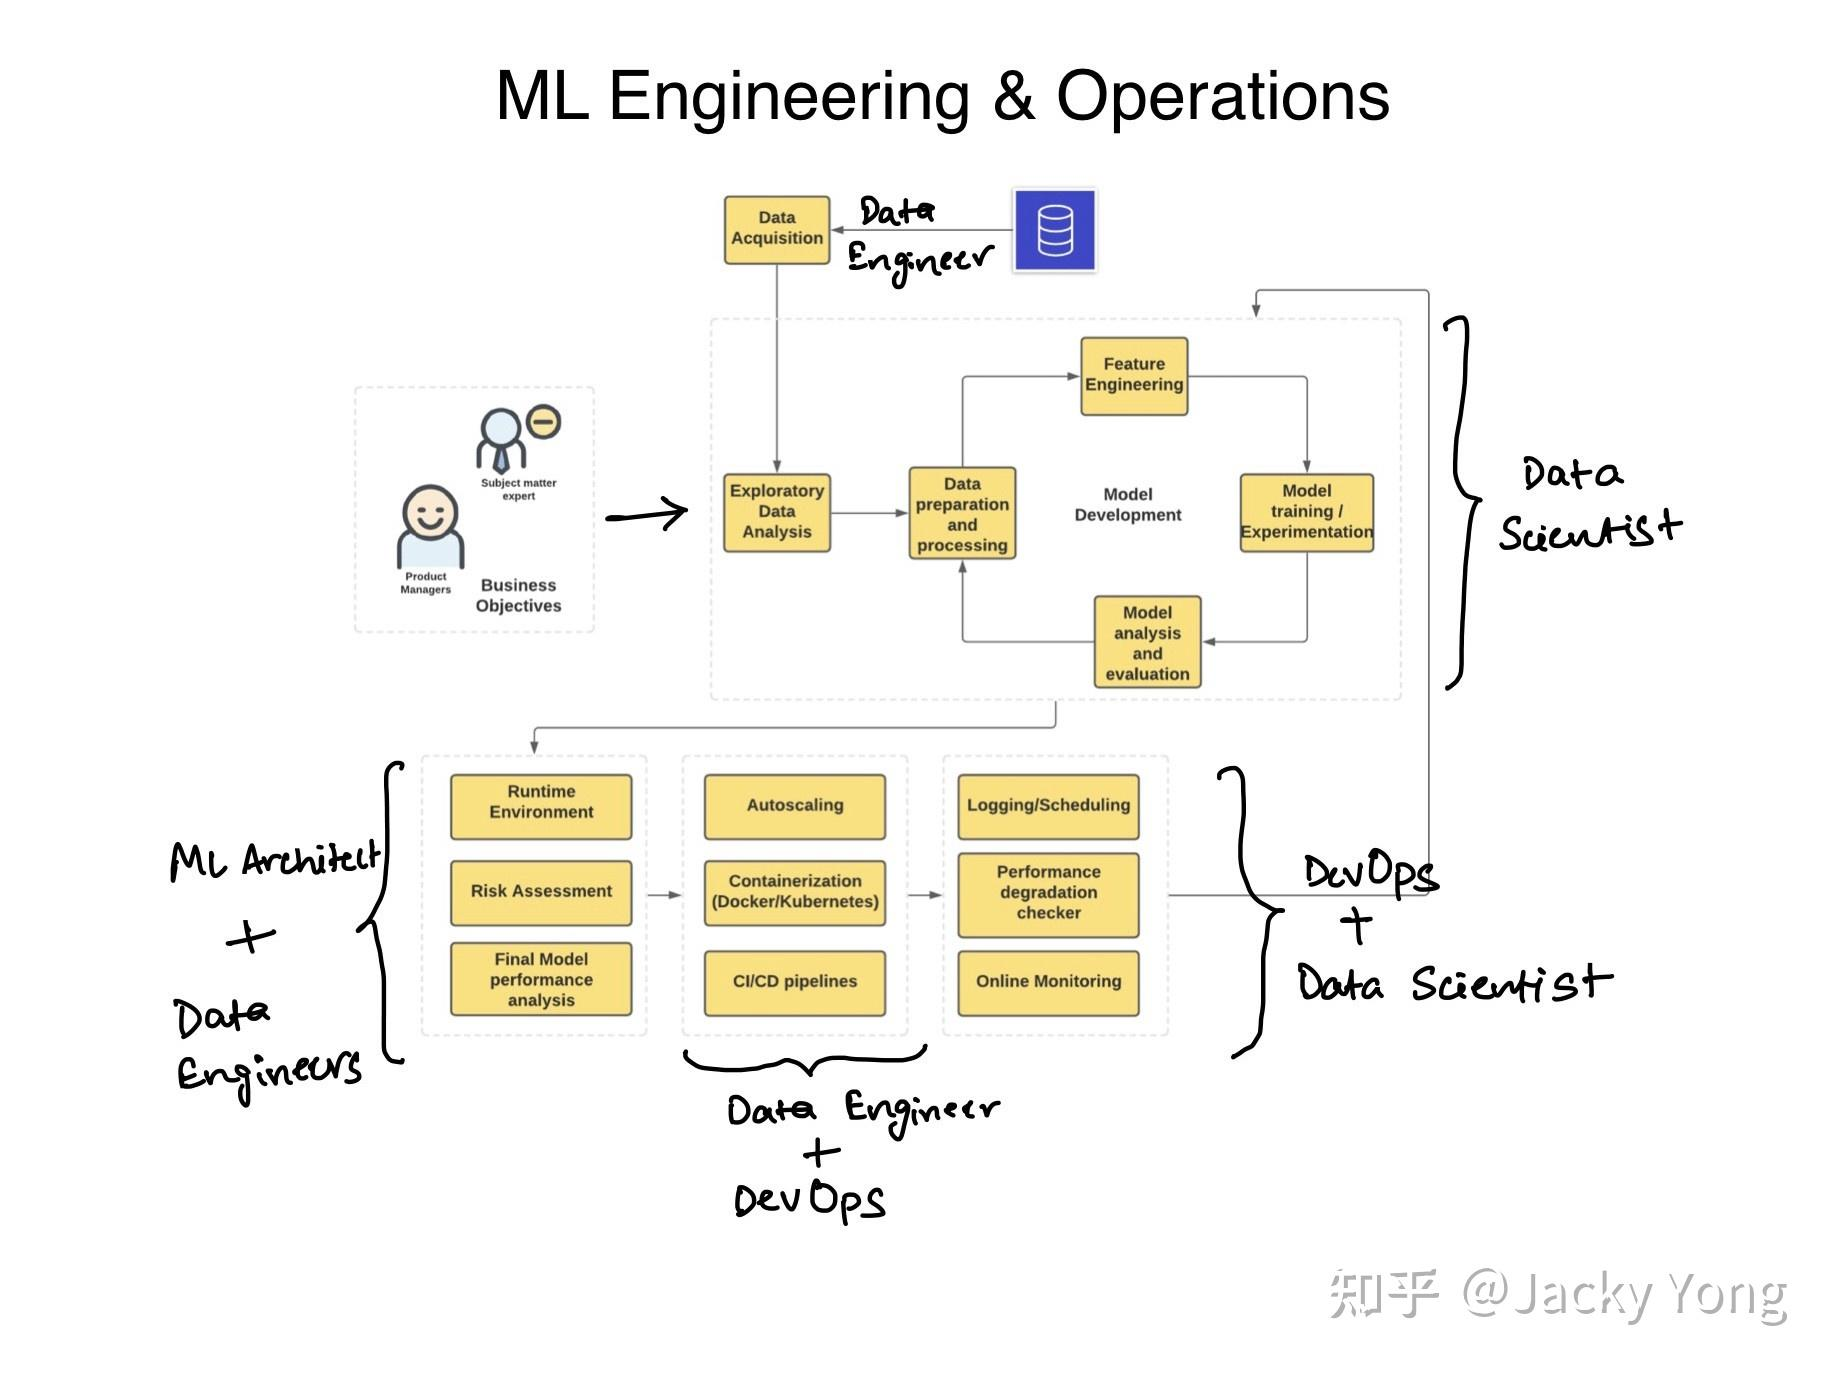 ML Engineering & Operations
Data
Acquisition
Data
Engineer
Feature
Engineering
Subject matter
expert
Product
Managers
Business
Objectives
Exploratory
Data
Analysis
Data
preparation
and
processing
Model
Development
Model
training /
Experimentation
Model
analysis
and
evaluation
Data
Scientist
Runtime
Environment
Risk Assessment
Final Model
performance
analysis
Autoscaling
Containerization
(Docker/Kubernetes)
CI/CD pipelines
Logging/Scheduling
Performance
degradation
checker
Online Monitoring
ML Architect
+
Data
Engineers
DevOps
+
Data Scientist
Data Engineer
+
DevOps
知乎 @Jacky Yong